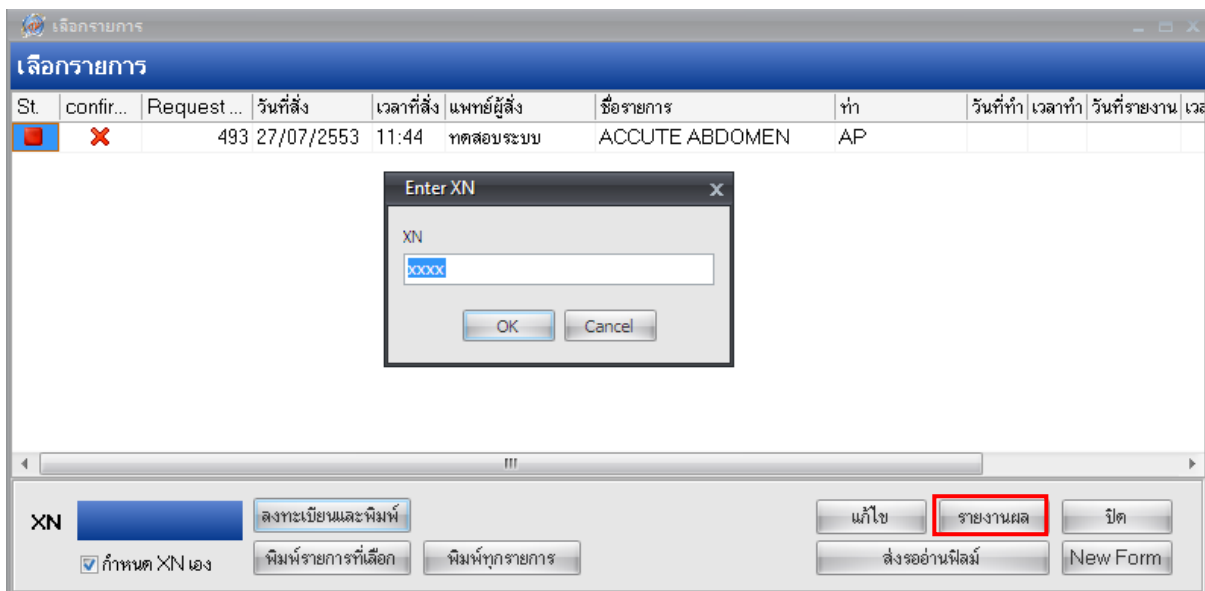 เลือกรายการ
เลือกรายการ
St. confir... Request ... วันที่สั่ง เวลาที่สั่ง แพทย์ผู้สั่ง ชื่อรายการ ท่า วันที่ทำ เวลาทำ วันที่รายงาน เวล
493 27/07/2553 11:44 ทดสอบระบบ ACCUTE ABDOMEN AP
Enter XN
XN
xxxx
OK Cancel
XN ลงทะเบียนและพิมพ์ แก้ไข รายงานผล ปิด
กำหนด XN เอง พิมพ์รายการที่เลือก พิมพ์ทุกรายการ ส่งรออ่านฟิลม์ New Form